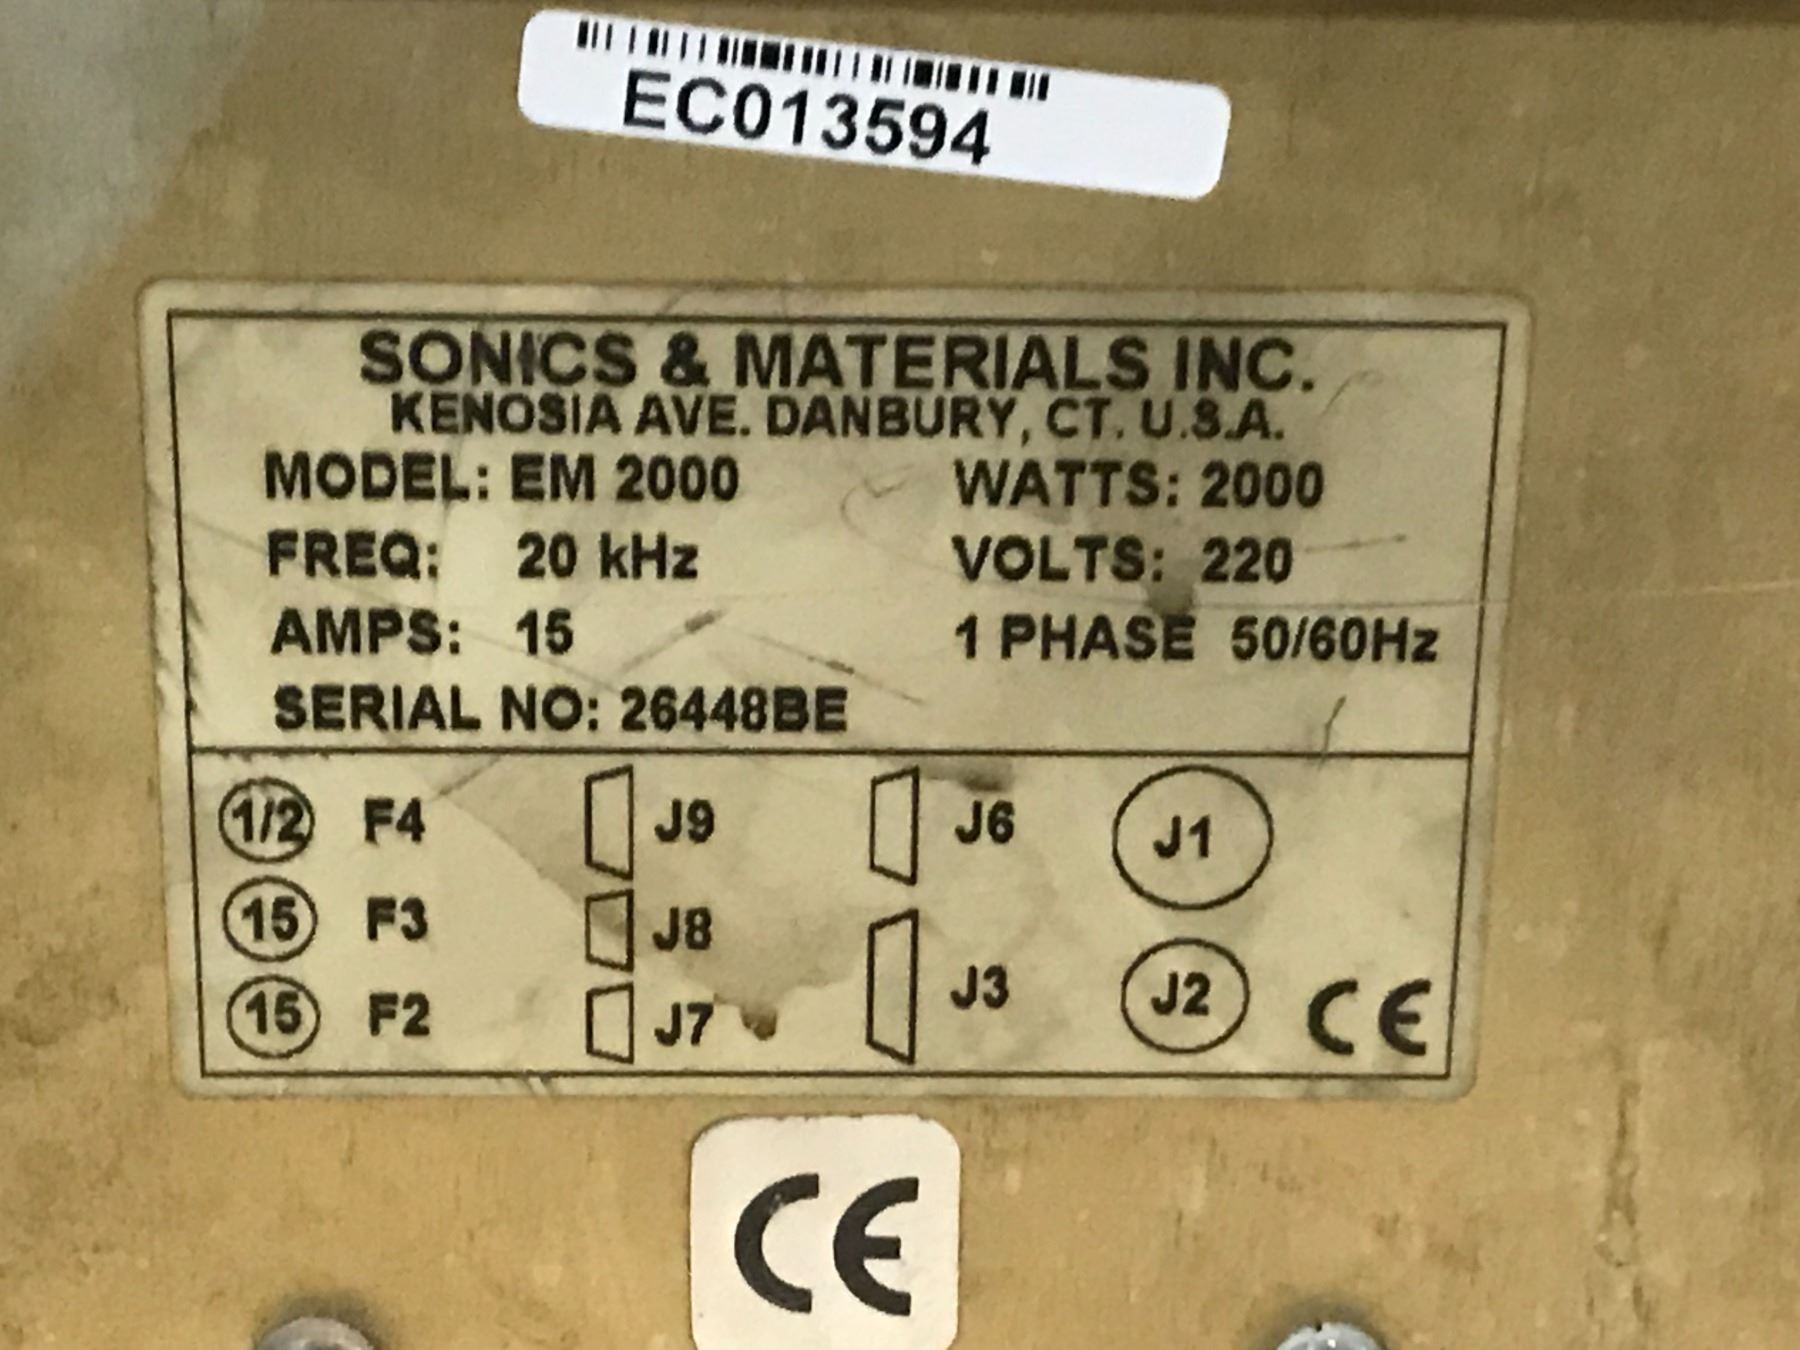 EC013594
SONICS & MATERIALS INC.
KENOSIA AVE. DANBURY, CT. U.S.A.
MODEL: EM 2000 WATTS: 2000
FREQ: 20 kHz VOLTS: 220
AMPS: 15 1 PHASE 50/60Hz
SERIAL NO: 26448BE
1/2 F4 J9 J6 J1
15 F3 J8
15 F2 J7 J3 J2 CE
CE